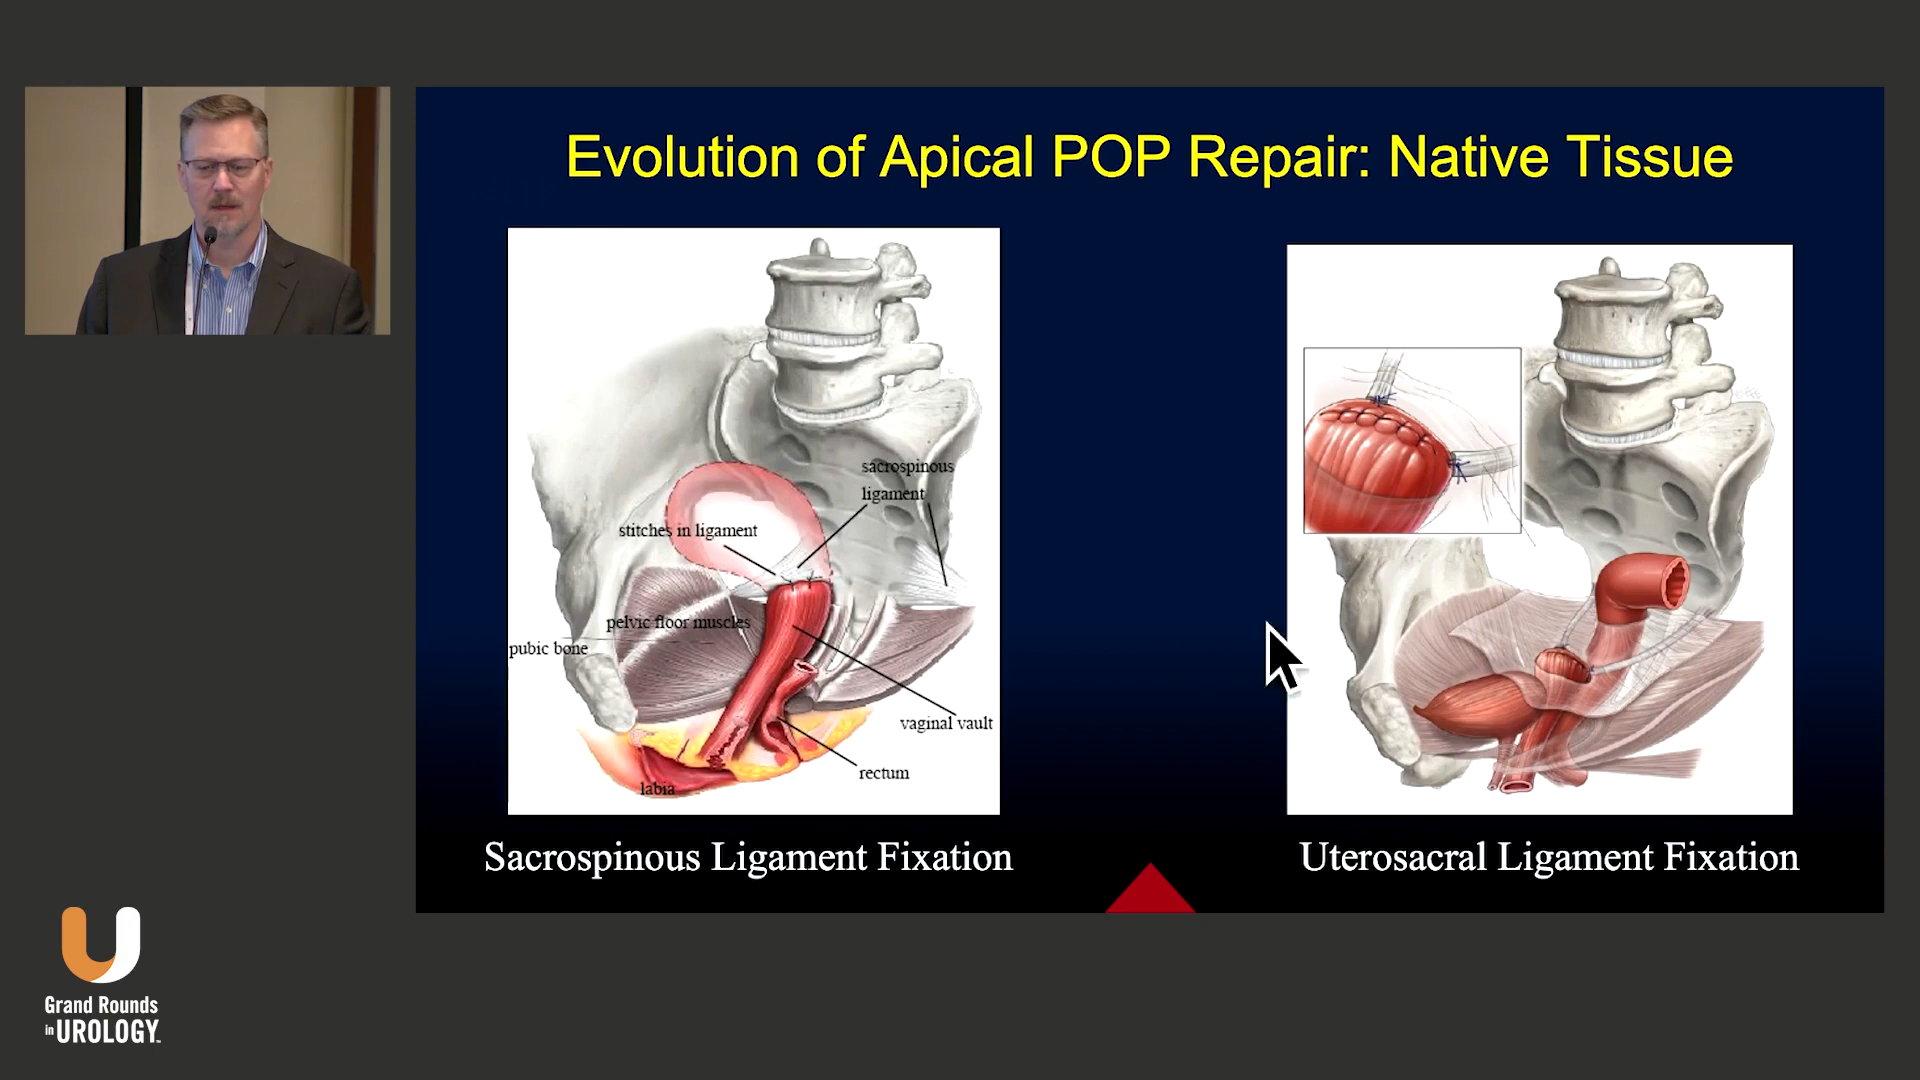 Evolution of Apical POP Repair: Native Tissue
sacrospinous
ligament
stitches in ligament
pelvic floor muscles
pubic bone
vaginal vault
rectum
labia
Sacrospinous Ligament Fixation
Uterosacral Ligament Fixation
Grand Rounds
in UROLOGY™